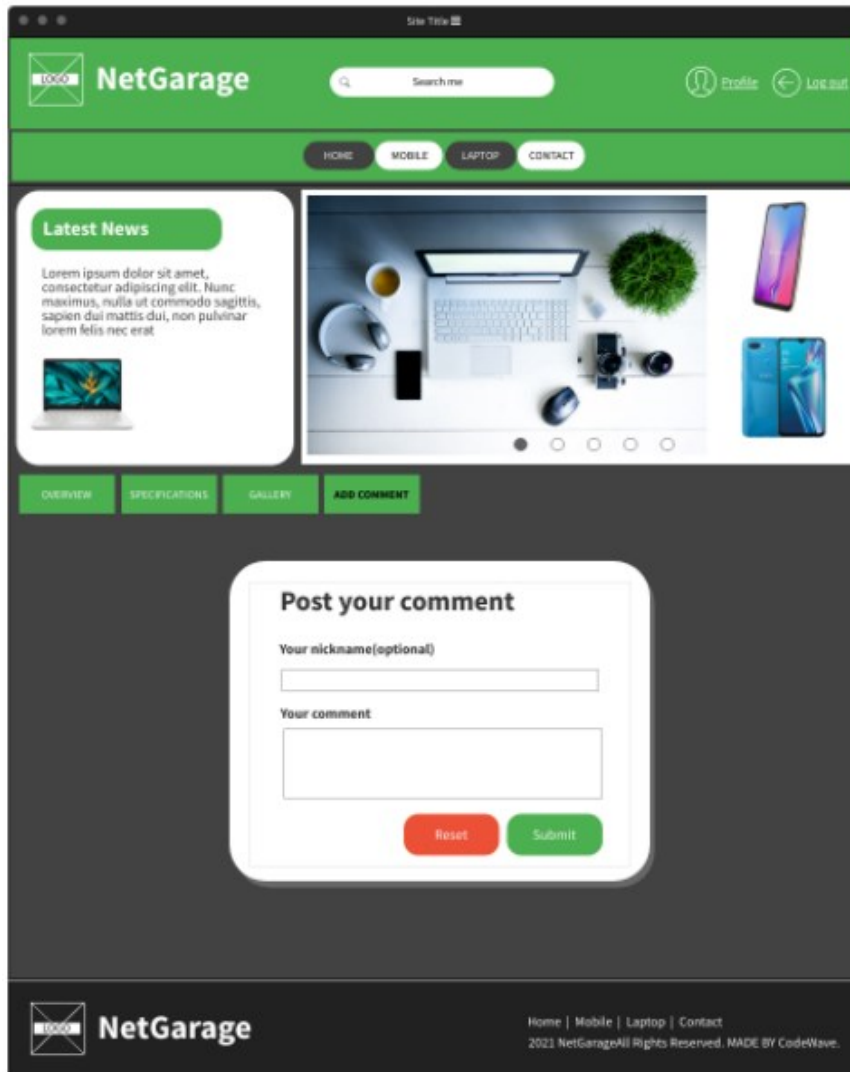 Site Title
LOGO
NetGarage
Search me
Profile
Log out
HOME
MOBILE
LAPTOP
CONTACT
Latest News
Lorem ipsum dolor sit amet,
consectetur adipiscing elit. Nunc
maximus, nulla ut commodo sagittis,
sapien dui mattis dui, non pulvinar
lorem felis nec erat
OVERVIEW
SPECIFICATIONS
GALLERY
ADD COMMENT
Post your comment
Your nickname(optional)
Your comment
Reset
Submit
LOGO
NetGarage
Home | Mobile | Laptop | Contact
2021 NetGarageAll Rights Reserved. MADE BY CodeWave.